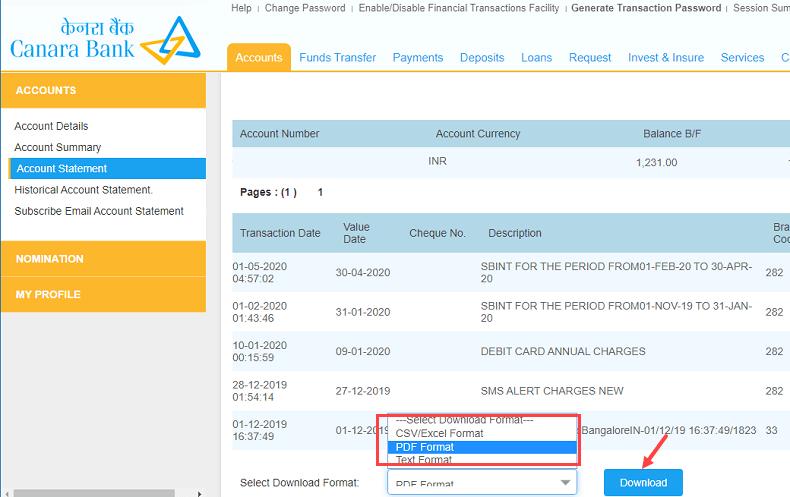 Help | Change Password | Enable/Disable Financial Transactions Facility | Generate Transaction Password | Session Sum
केनरा बैंक
Canara Bank
Accounts Funds Transfer Payments Deposits Loans Request Invest & Insure Services C
ACCOUNTS
Account Details
Account Summary
Account Statement
Historical Account Statement.
Subscribe Email Account Statement
NOMINATION
MY PROFILE
Account Number Account Currency Balance B/F
INR 1,231.00
Pages : (1 ) 1
Transaction Date Value Date Cheque No. Description Bra Coc
01-05-2020 04:57:02 30-04-2020 SBINT FOR THE PERIOD FROM01-FEB-20 TO 30-APR-20 282
01-02-2020 01:43:46 31-01-2020 SBINT FOR THE PERIOD FROM01-NOV-19 TO 31-JAN-20 282
10-01-2020 00:15:59 09-01-2020 DEBIT CARD ANNUAL CHARGES 282
28-12-2019 01:54:14 27-12-2019 SMS ALERT CHARGES NEW 282
01-12-2019 16:37:49 01-12-2019 BangaloreIN-01/12/19 16:37:49/1823 33
---Select Download Format---
CSV/Excel Format
PDF Format
Text Format
Select Download Format: PDF Format Download